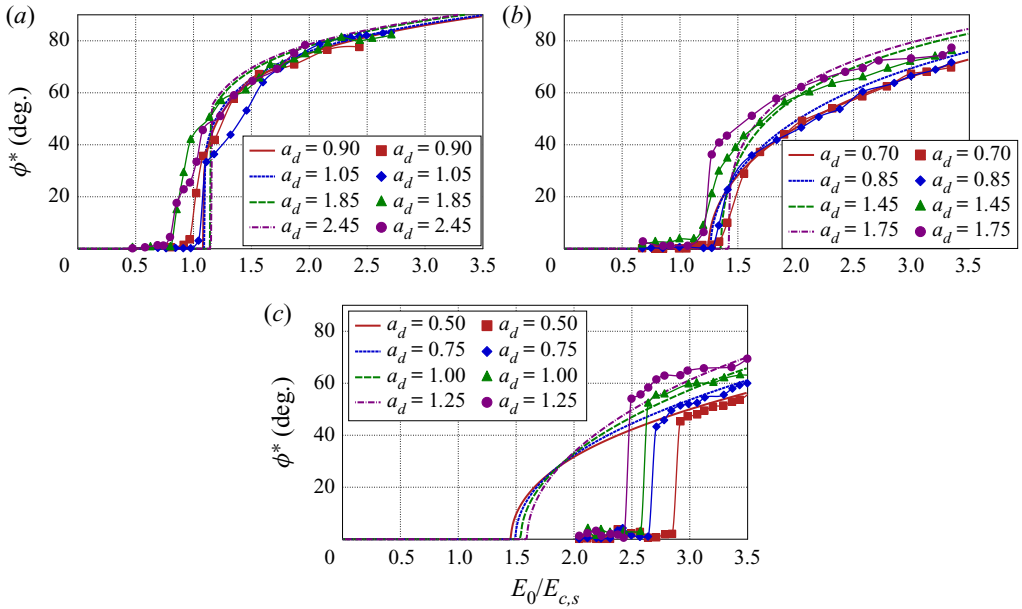 (a)
80
60
40
20
ϕ* (deg.)
a_d = 0.90 a_d = 0.90
a_d = 1.05 a_d = 1.05
a_d = 1.85 a_d = 1.85
a_d = 2.45 a_d = 2.45
0 0.5 1.0 1.5 2.0 2.5 3.0 3.5
(b)
80
60
40
20
a_d = 0.70 a_d = 0.70
a_d = 0.85 a_d = 0.85
a_d = 1.45 a_d = 1.45
a_d = 1.75 a_d = 1.75
0 0.5 1.0 1.5 2.0 2.5 3.0 3.5
(c)
80
60
40
20
ϕ* (deg.)
a_d = 0.50 a_d = 0.50
a_d = 0.75 a_d = 0.75
a_d = 1.00 a_d = 1.00
a_d = 1.25 a_d = 1.25
0 0.5 1.0 1.5 2.0 2.5 3.0 3.5
E_0/E_{c,s}